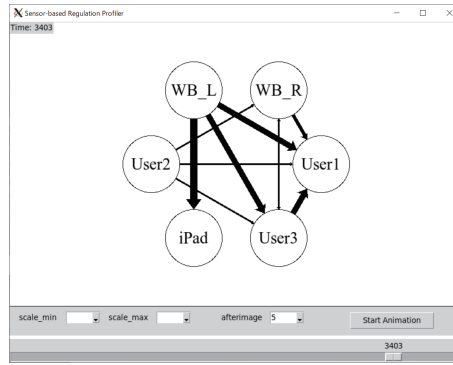 Sensor-based Regulation Profiler
Time: 3403
WB_L WB_R
User2 User1
iPad User3
scale_min scale_max afterimage 5 Start Animation
3403